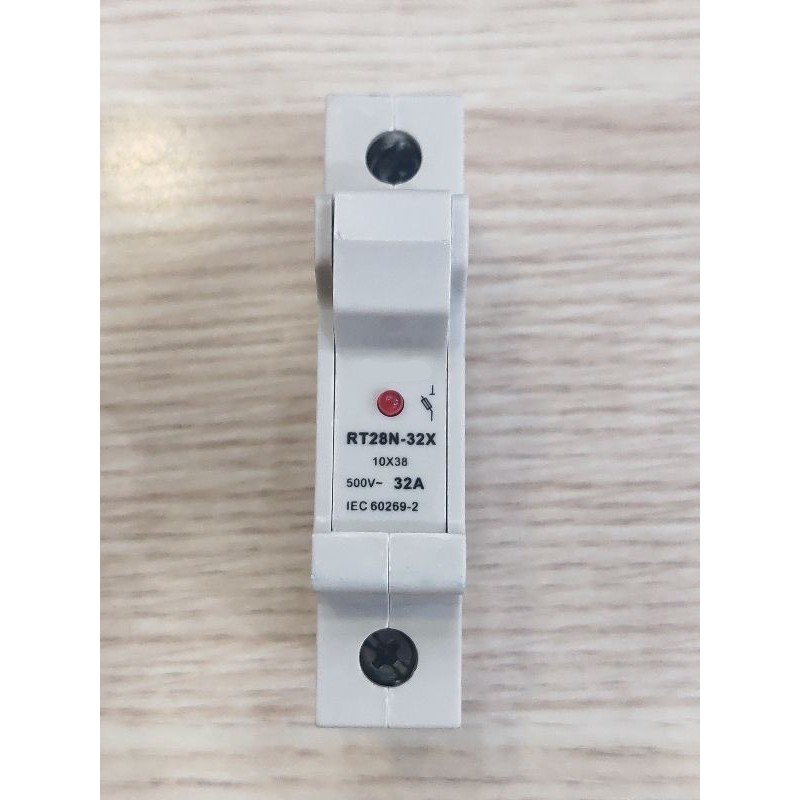 RT28N-32X
10X38
500V~ 32A
IEC 60269-2